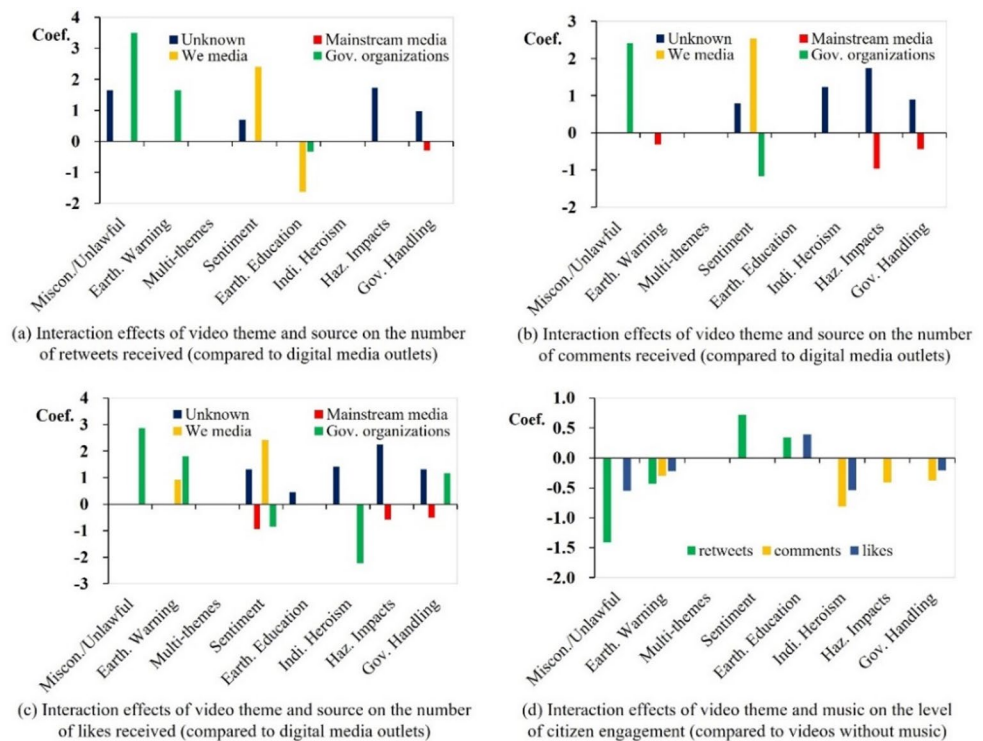 Coef.
4
3
2
1
0
-1
-2
Unknown
Mainstream media
We media
Gov. organizations
Miscon./Unlawful
Earth. Warning
Multi-themes
Sentiment
Earth. Education
Indi. Heroism
Haz. Impacts
Gov. Handling
(a) Interaction effects of video theme and source on the number
of retweets received (compared to digital media outlets)
Coef.
3
2
1
0
-1
-2
Unknown
Mainstream media
We media
Gov. organizations
Miscon./Unlawful
Earth. Warning
Multi-themes
Sentiment
Earth. Education
Indi. Heroism
Haz. Impacts
Gov. Handling
(b) Interaction effects of video theme and source on the number
of comments received (compared to digital media outlets)
Coef.
4
3
2
1
0
-1
-2
-3
Unknown
Mainstream media
We media
Gov. organizations
Miscon./Unlawful
Earth. Warning
Multi-themes
Sentiment
Earth. Education
Indi. Heroism
Haz. Impacts
Gov. Handling
(c) Interaction effects of video theme and source on the number
of likes received (compared to digital media outlets)
Coef.
1.0
0.5
0.0
-0.5
-1.0
-1.5
-2.0
retweets
comments
likes
Miscon./Unlawful
Earth. Warning
Multi-themes
Sentiment
Earth. Education
Indi. Heroism
Haz. Impacts
Gov. Handling
(d) Interaction effects of video theme and music on the level
of citizen engagement (compared to videos without music)